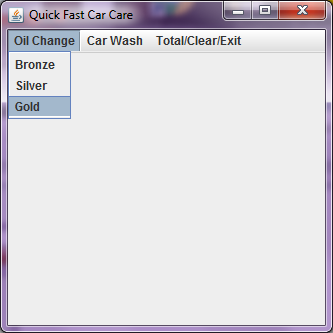 Quick Fast Car Care
Oil Change Car Wash Total/Clear/Exit
Bronze
Silver
Gold